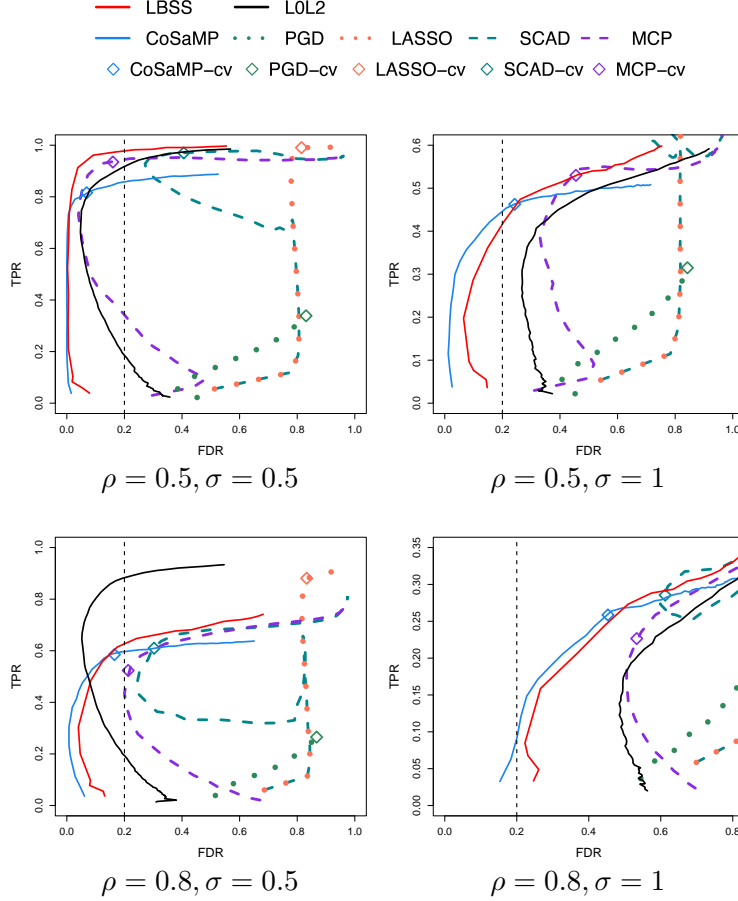 LBSS L0L2
CoSaMP PGD LASSO SCAD MCP
CoSaMP−cv PGD−cv LASSO−cv SCAD−cv MCP−cv
1.0
0.8
0.6
0.4
0.2
0.0
TPR
0.0 0.2 0.4 0.6 0.8 1.0
FDR
ρ = 0.5, σ = 0.5
0.6
0.5
0.4
0.3
0.2
0.1
0.0
TPR
0.0 0.2 0.4 0.6 0.8 1.0
FDR
ρ = 0.5, σ = 1
1.0
0.8
0.6
0.4
0.2
0.0
TPR
0.0 0.2 0.4 0.6 0.8 1.0
FDR
ρ = 0.8, σ = 0.5
0.35
0.30
0.25
0.20
0.15
0.10
0.05
0.00
TPR
0.0 0.2 0.4 0.6 0.8
FDR
ρ = 0.8, σ = 1